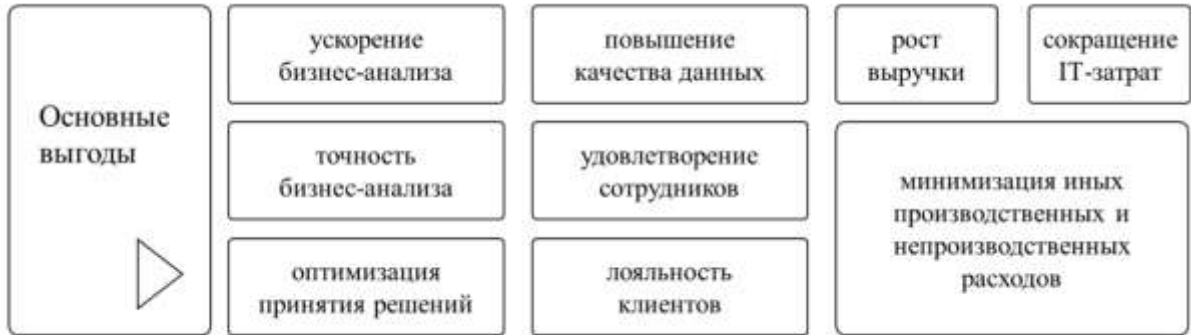 Основные
выгоды
ускорение
бизнес-анализа
повышение
качества данных
рост
выручки
сокращение
IT-затрат
точность
бизнес-анализа
удовлетворение
сотрудников
минимизация иных
производственных и
непроизводственных
расходов
оптимизация
принятия решений
лояльность
клиентов